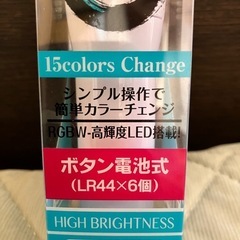 15colors Change
シンプル操作で
簡単カラーチェンジ
RGBW-高輝度LED搭載!
ボタン電池式
(LR44×6個)
HIGH BRIGHTNESS